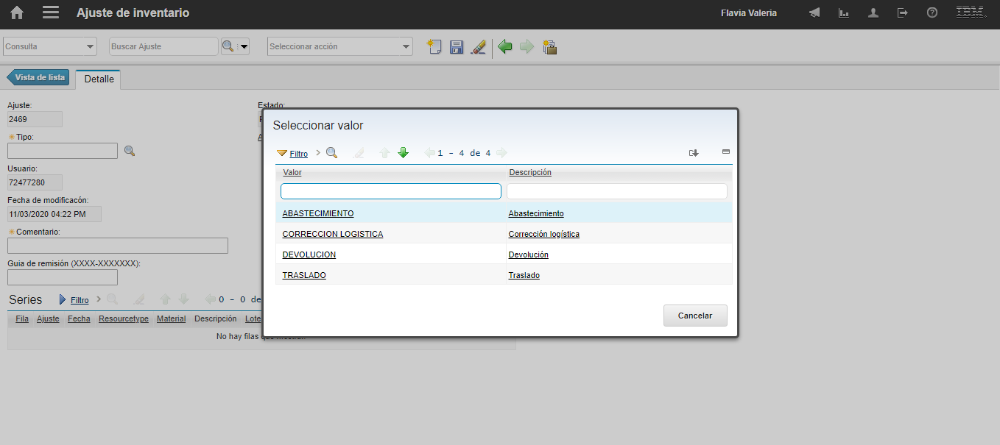 Ajuste de inventario
Flavia Valeria
IBM.
Consulta
Buscar Ajuste
Seleccionar acción
Vista de lista
Detalle
Ajuste:
2469
Tipo:
Usuario:
72477280
Fecha de modificacón:
11/03/2020 04:22 PM
Comentario:
Guia de remisión (XXXX-XXXXXXX):
Estado:
Seleccionar valor
Filtro
1 - 4 de 4
Valor Descripción
ABASTECIMIENTO Abastecimiento
CORRECCION LOGISTICA Corrección logística
DEVOLUCION Devolución
TRASLADO Traslado
Cancelar
Series Filtro 0 - 0 de
Fila Ajuste Fecha Resourcetype Material Descripción Lote
No hay filas